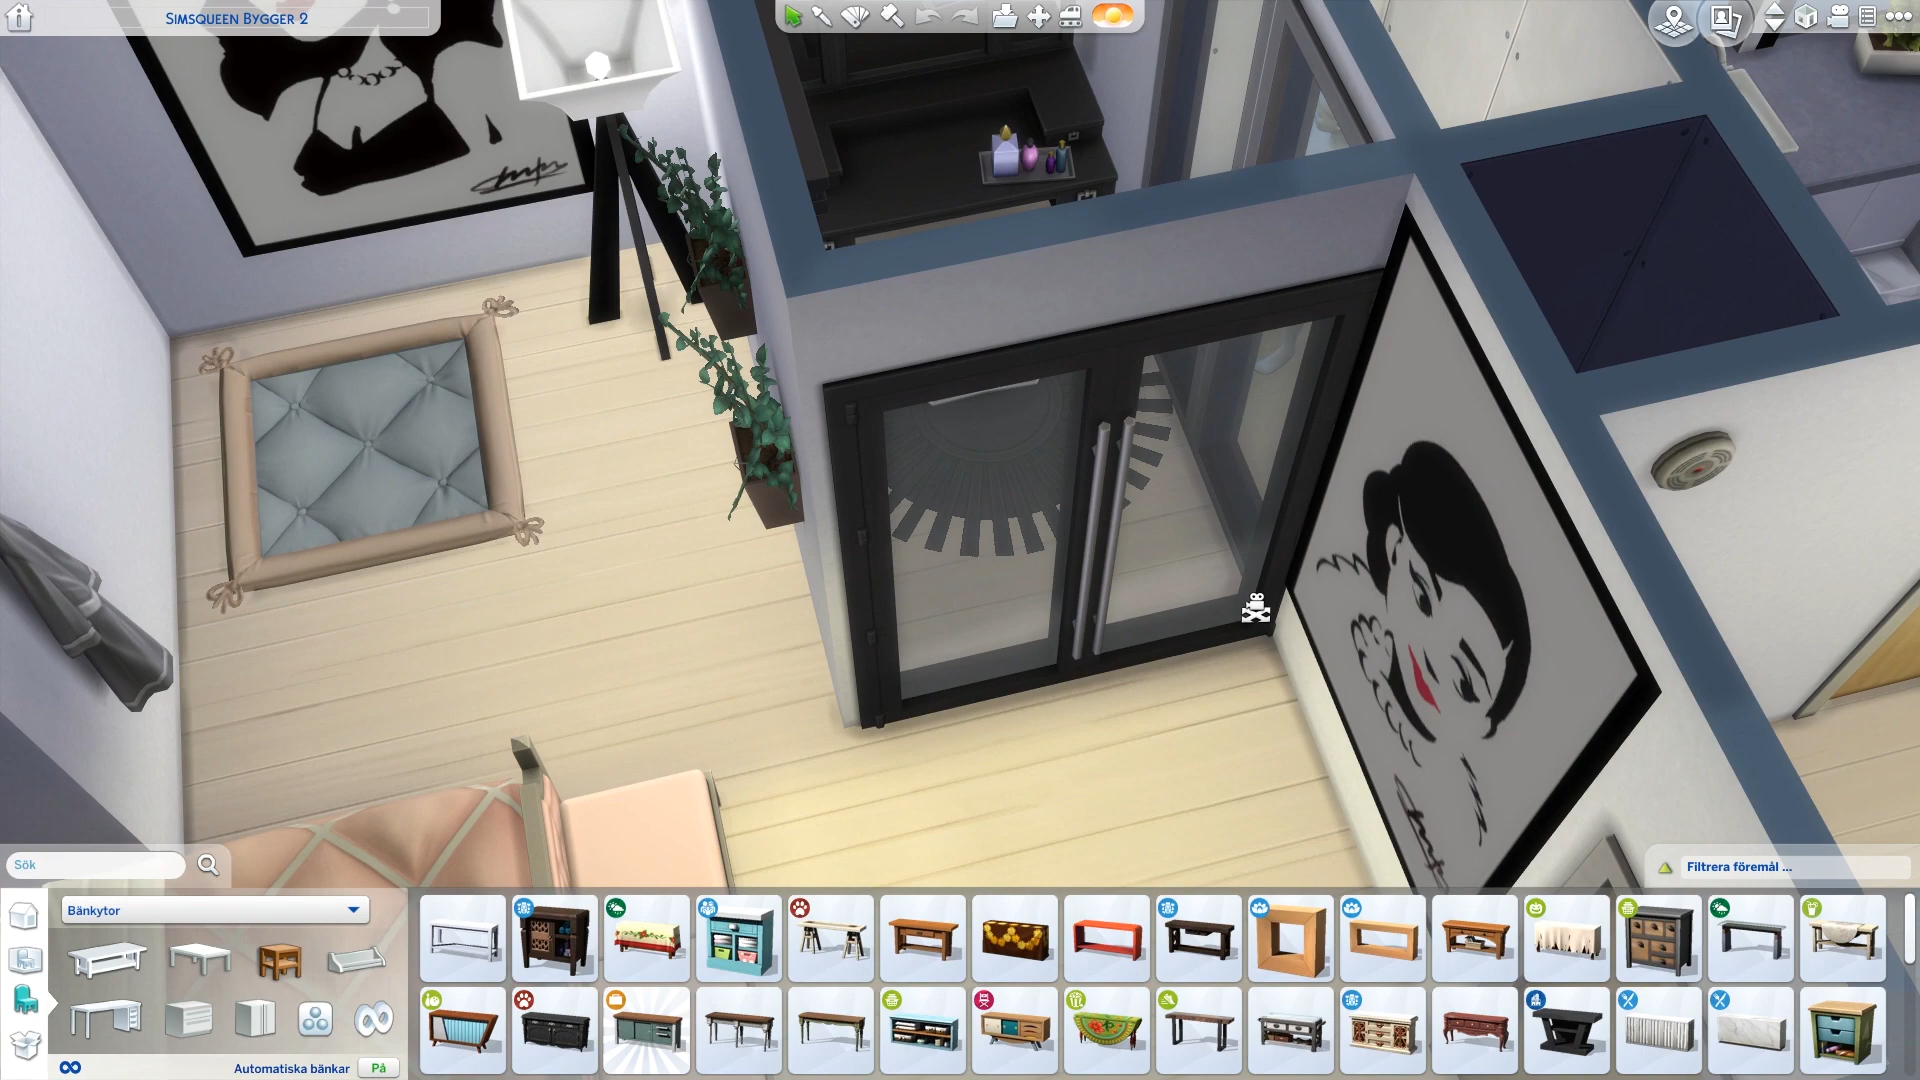 Simsqueen Bygger 2
Sök
Filtrera föremål ...
Bänkytor
Automatiska bänkar
På